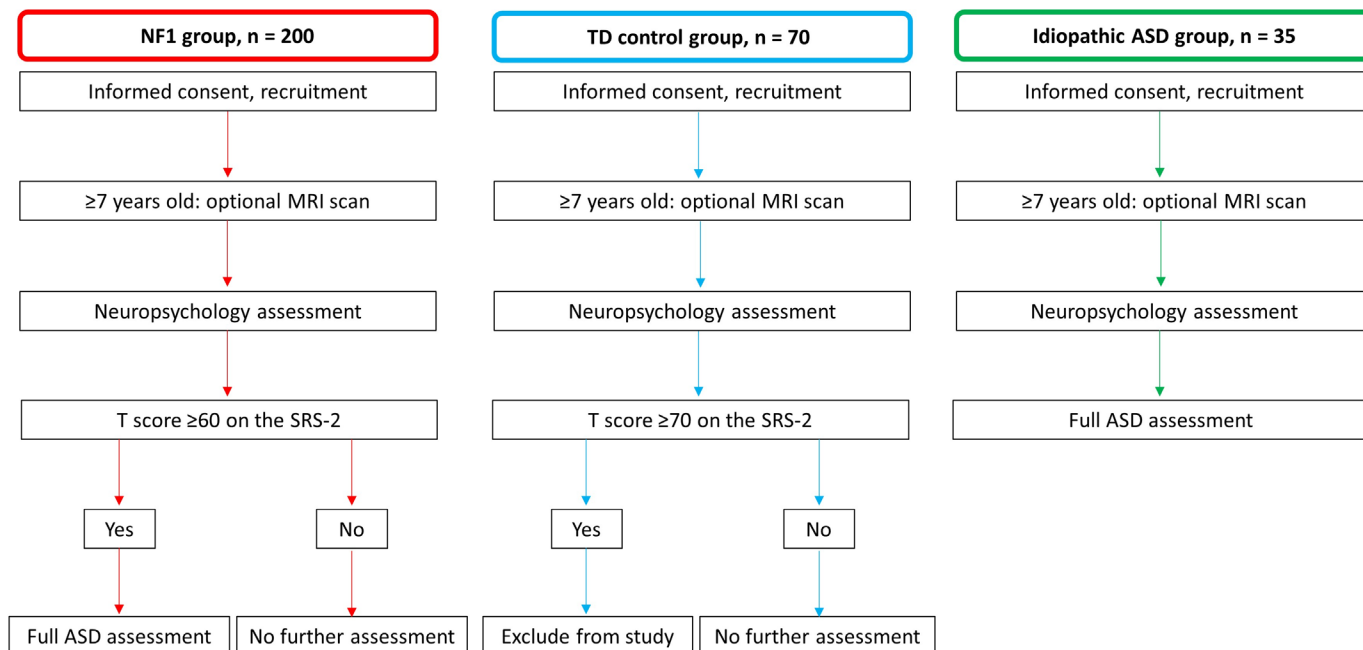 NF1 group, n = 200
TD control group, n = 70
Idiopathic ASD group, n = 35
Informed consent, recruitment
Informed consent, recruitment
Informed consent, recruitment
≥7 years old: optional MRI scan
≥7 years old: optional MRI scan
≥7 years old: optional MRI scan
Neuropsychology assessment
Neuropsychology assessment
Neuropsychology assessment
T score ≥60 on the SRS-2
T score ≥70 on the SRS-2
Full ASD assessment
Yes
No
Yes
No
Full ASD assessment
No further assessment
Exclude from study
No further assessment